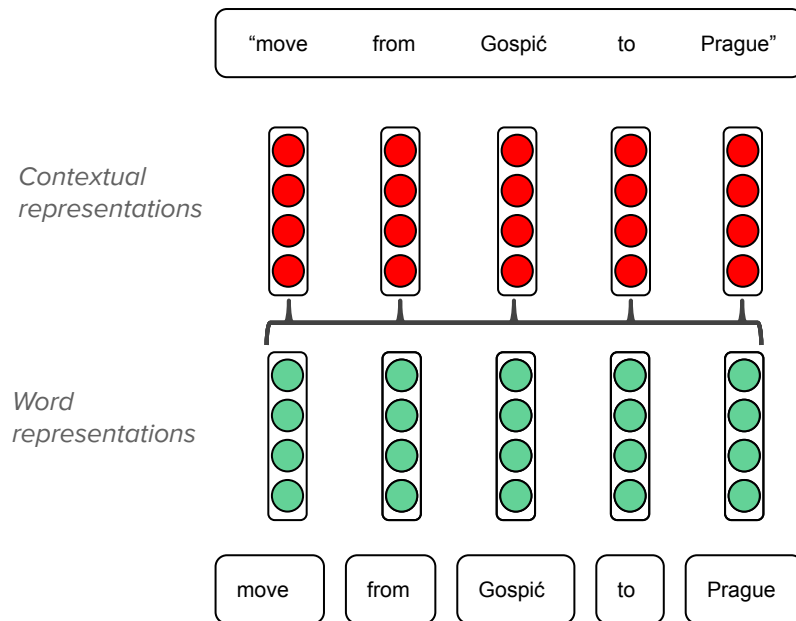 “move from Gospić to Prague”
Contextual
representations
Word
representations
move from Gospić to Prague